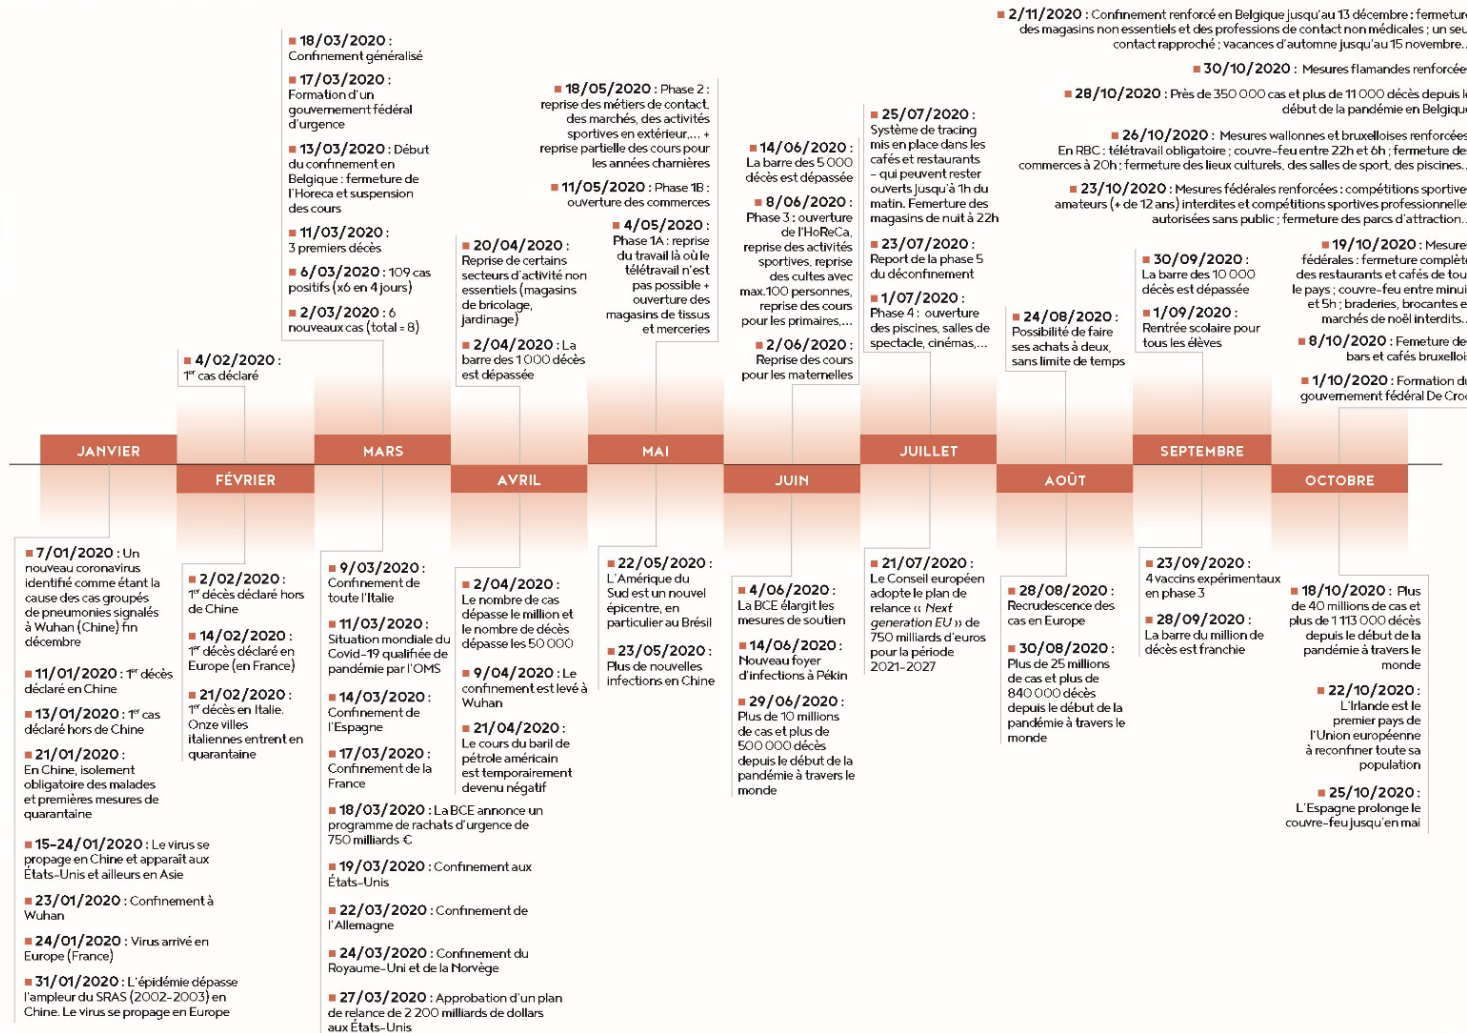 ■ 2/11/2020 : Confinement renforcé en Belgique jusqu'au 13 décembre : fermeture
des magasins non essentiels et des professions de contact non médicales ; un seu
contact rapproché ; vacances d'automne jusqu'au 15 novembre...
■ 30/10/2020 : Mesures flamandes renforcées
■ 28/10/2020 : Près de 350 000 cas et plus de 11 000 décès depuis le
début de la pandémie en Belgique
■ 26/10/2020 : Mesures wallonnes et bruxelloises renforcées
En RBC : télétravail obligatoire ; couvre-feu entre 22h et 6h ; fermeture des
commerces à 20h ; fermeture des lieux culturels, des salles de sport, des piscines...
■ 23/10/2020 : Mesures fédérales renforcées : compétitions sportives
amateurs (+ de 12 ans) interdites et compétitions sportives professionnelles
autorisées sans public ; fermeture des parcs d'attraction...
■ 19/10/2020 : Mesures
fédérales : fermeture complète
des restaurants et cafés de tou
le pays ; couvre-feu entre minui
et 5h ; braderies, brocantes e
marchés de noël interdits...
■ 8/10/2020 : Femeture des
bars et cafés bruxellois
■ 1/10/2020 : Formation du
gouvernement fédéral De Croo
■ 18/03/2020 :
Confinement généralisé
■ 17/03/2020 :
Formation d'un
gouvernement fédéral
d'urgence
■ 13/03/2020 : Début
du confinement en
Belgique : fermeture de
l'Horeca et suspension
des cours
■ 11/03/2020 :
3 premiers décès
■ 6/03/2020 : 109 cas
positifs (x6 en 4 jours)
■ 2/03/2020 : 6
nouveaux cas (total = 8)
■ 4/02/2020 :
1er cas déclaré
■ 20/04/2020 :
Reprise de certains
secteurs d'activité non
essentiels (magasins
de bricolage,
jardinage)
■ 2/04/2020 : La
barre des 1 000 décès
est dépassée
■ 18/05/2020 : Phase 2 :
reprise des métiers de contact,
des marchés, des activités
sportives en extérieur,... +
reprise partielle des cours pour
les années charnières
■ 11/05/2020 : Phase 1B :
ouverture des commerces
■ 4/05/2020 :
Phase 1A : reprise
du travail là où le
télétravail n'est
pas possible +
ouverture des
magasins de tissus
et merceries
■ 14/06/2020 :
La barre des 5 000
décès est dépassée
■ 8/06/2020 :
Phase 3 : ouverture
de l'HoReCa,
reprise des activités
sportives, reprise
des cultes avec
max.100 personnes,
reprise des cours
pour les primaires,...
■ 2/06/2020 :
Reprise des cours
pour les maternelles
■ 25/07/2020 :
Système de tracing
mis en place dans les
cafés et restaurants
– qui peuvent rester
ouverts jusqu'à 1h du
matin. Femerture des
magasins de nuit à 22h
■ 23/07/2020 :
Report de la phase 5
du déconfinement
■ 1/07/2020 :
Phase 4 : ouverture
des piscines, salles de
spectacle, cinémas,...
■ 24/08/2020 :
Possibilité de faire
ses achats à deux,
sans limite de temps
■ 30/09/2020 :
La barre des 10 000
décès est dépassée
■ 1/09/2020 :
Rentrée scolaire pour
tous les élèves
JANVIER
FÉVRIER
MARS
AVRIL
MAI
JUIN
JUILLET
AOÛT
SEPTEMBRE
OCTOBRE
■ 7/01/2020 : Un
nouveau coronavirus
identifié comme étant la
cause des cas groupés
de pneumonies signalés
à Wuhan (Chine) fin
décembre
■ 11/01/2020 : 1er décès
déclaré en Chine
■ 13/01/2020 : 1er cas
déclaré hors de Chine
■ 21/01/2020 :
En Chine, isolement
obligatoire des malades
et premières mesures de
quarantaine
■ 15-24/01/2020 : Le virus se
propage en Chine et apparaît aux
États-Unis et ailleurs en Asie
■ 23/01/2020 : Confinement à
Wuhan
■ 24/01/2020 : Virus arrivé en
Europe (France)
■ 31/01/2020 : L'épidémie dépasse
l'ampleur du SRAS (2002-2003) en
Chine. Le virus se propage en Europe
■ 2/02/2020 :
1er décès déclaré hors
de Chine
■ 14/02/2020 :
1er décès déclaré en
Europe (en France)
■ 21/02/2020 :
1er décès en Italie.
Onze villes
italiennes entrent en
quarantaine
■ 9/03/2020 :
Confinement de
toute l'Italie
■ 11/03/2020 :
Situation mondiale du
Covid-19 qualifiée de
pandémie par l'OMS
■ 14/03/2020 :
Confinement de
l'Espagne
■ 17/03/2020 :
Confinement de la
France
■ 18/03/2020 : La BCE annonce un
programme de rachats d'urgence de
750 milliards €
■ 19/03/2020 : Confinement aux
États-Unis
■ 22/03/2020 : Confinement de
l'Allemagne
■ 24/03/2020 : Confinement du
Royaume-Uni et de la Norvège
■ 27/03/2020 : Approbation d'un plan
de relance de 2 200 milliards de dollars
aux États-Unis
■ 2/04/2020 :
Le nombre de cas
dépasse le million et
le nombre de décès
dépasse les 50 000
■ 9/04/2020 : Le
confinement est levé à
Wuhan
■ 21/04/2020 :
Le cours du baril de
pétrole américain
est temporairement
devenu négatif
■ 22/05/2020 :
L'Amérique du
Sud est un nouvel
épicentre, en
particulier au Brésil
■ 23/05/2020 :
Plus de nouvelles
infections en Chine
■ 4/06/2020 :
La BCE élargit les
mesures de soutien
■ 14/06/2020 :
Nouveau foyer
d'infections à Pékin
■ 29/06/2020 :
Plus de 10 millions
de cas et plus de
500 000 décès
depuis le début de la
pandémie à travers le
monde
■ 21/07/2020 :
Le Conseil européen
adopte le plan de
relance « Next
generation EU » de
750 milliards d'euros
pour la période
2021-2027
■ 28/08/2020 :
Recrudescence des
cas en Europe
■ 30/08/2020 :
Plus de 25 millions
de cas et plus de
840 000 décès
depuis le début de la
pandémie à travers le
monde
■ 23/09/2020 :
4 vaccins expérimentaux
en phase 3
■ 28/09/2020 :
La barre du million de
décès est franchie
■ 18/10/2020 : Plus
de 40 millions de cas et
plus de 1 113 000 décès
depuis le début de la
pandémie à travers le
monde
■ 22/10/2020 :
L'Irlande est le
premier pays de
l'Union européenne
à reconfiner toute sa
population
■ 25/10/2020 :
L'Espagne prolonge le
couvre-feu jusqu'en mai